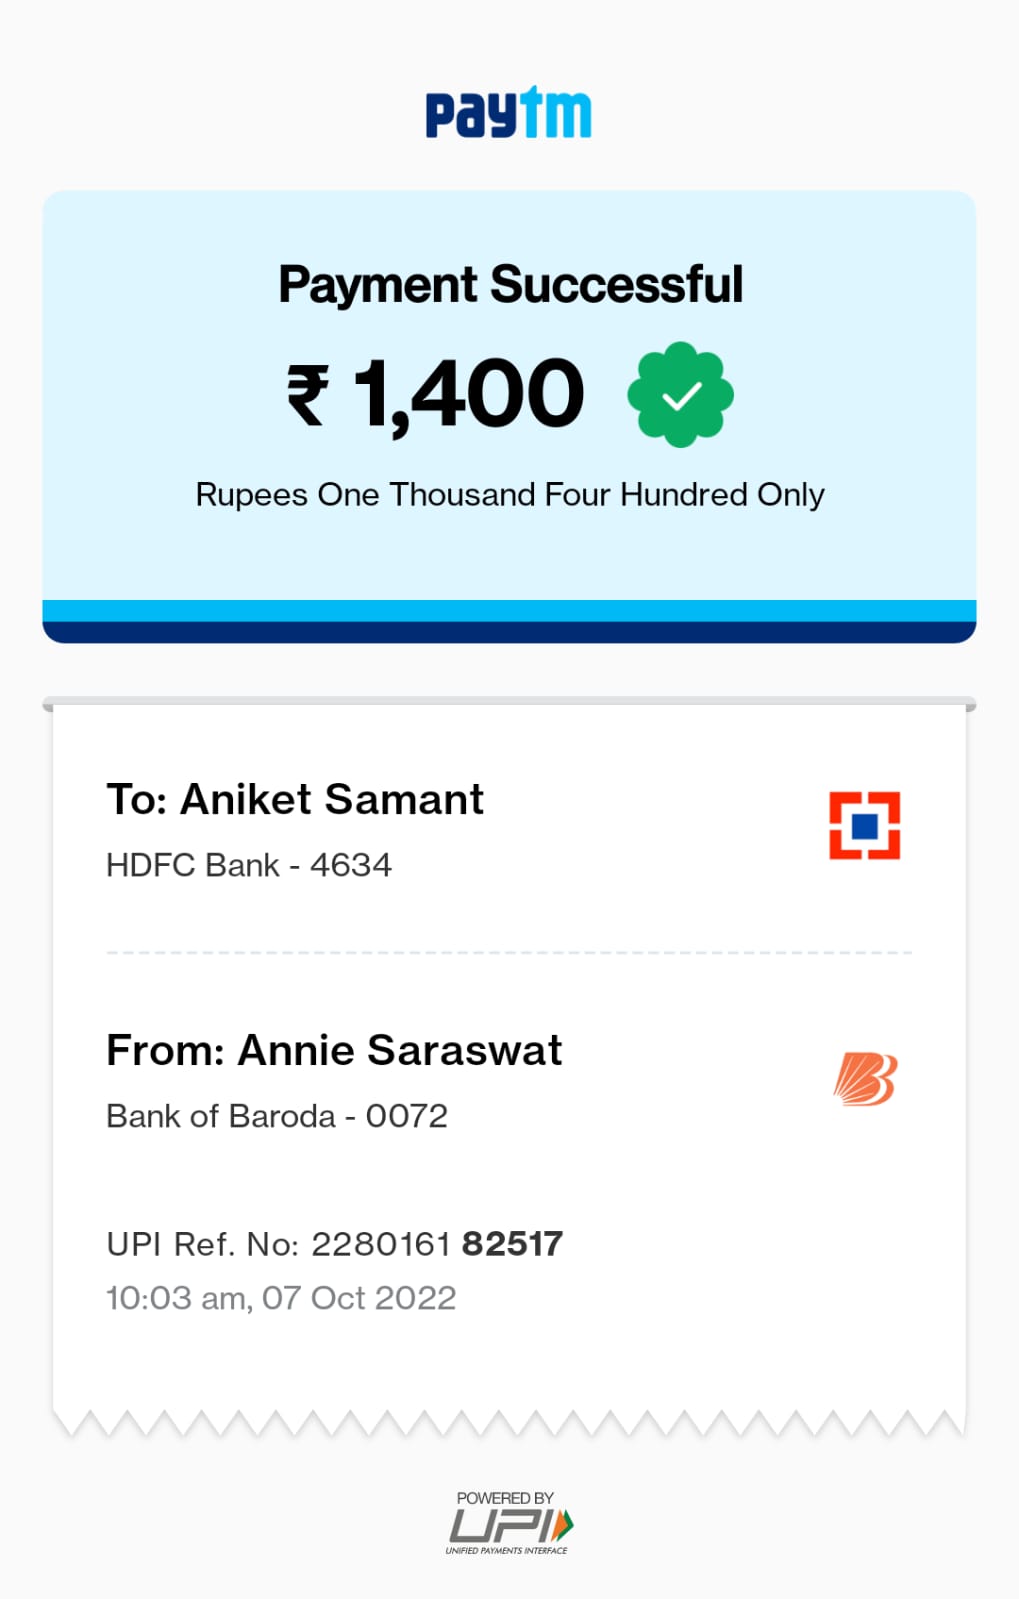 paytm
Payment Successful
₹ 1,400
Rupees One Thousand Four Hundred Only
To: Aniket Samant
HDFC Bank - 4634
From: Annie Saraswat
Bank of Baroda - 0072
UPI Ref. No: 2280161 82517
10:03 am, 07 Oct 2022
POWERED BY
UPI
UNIFIED PAYMENTS INTERFACE